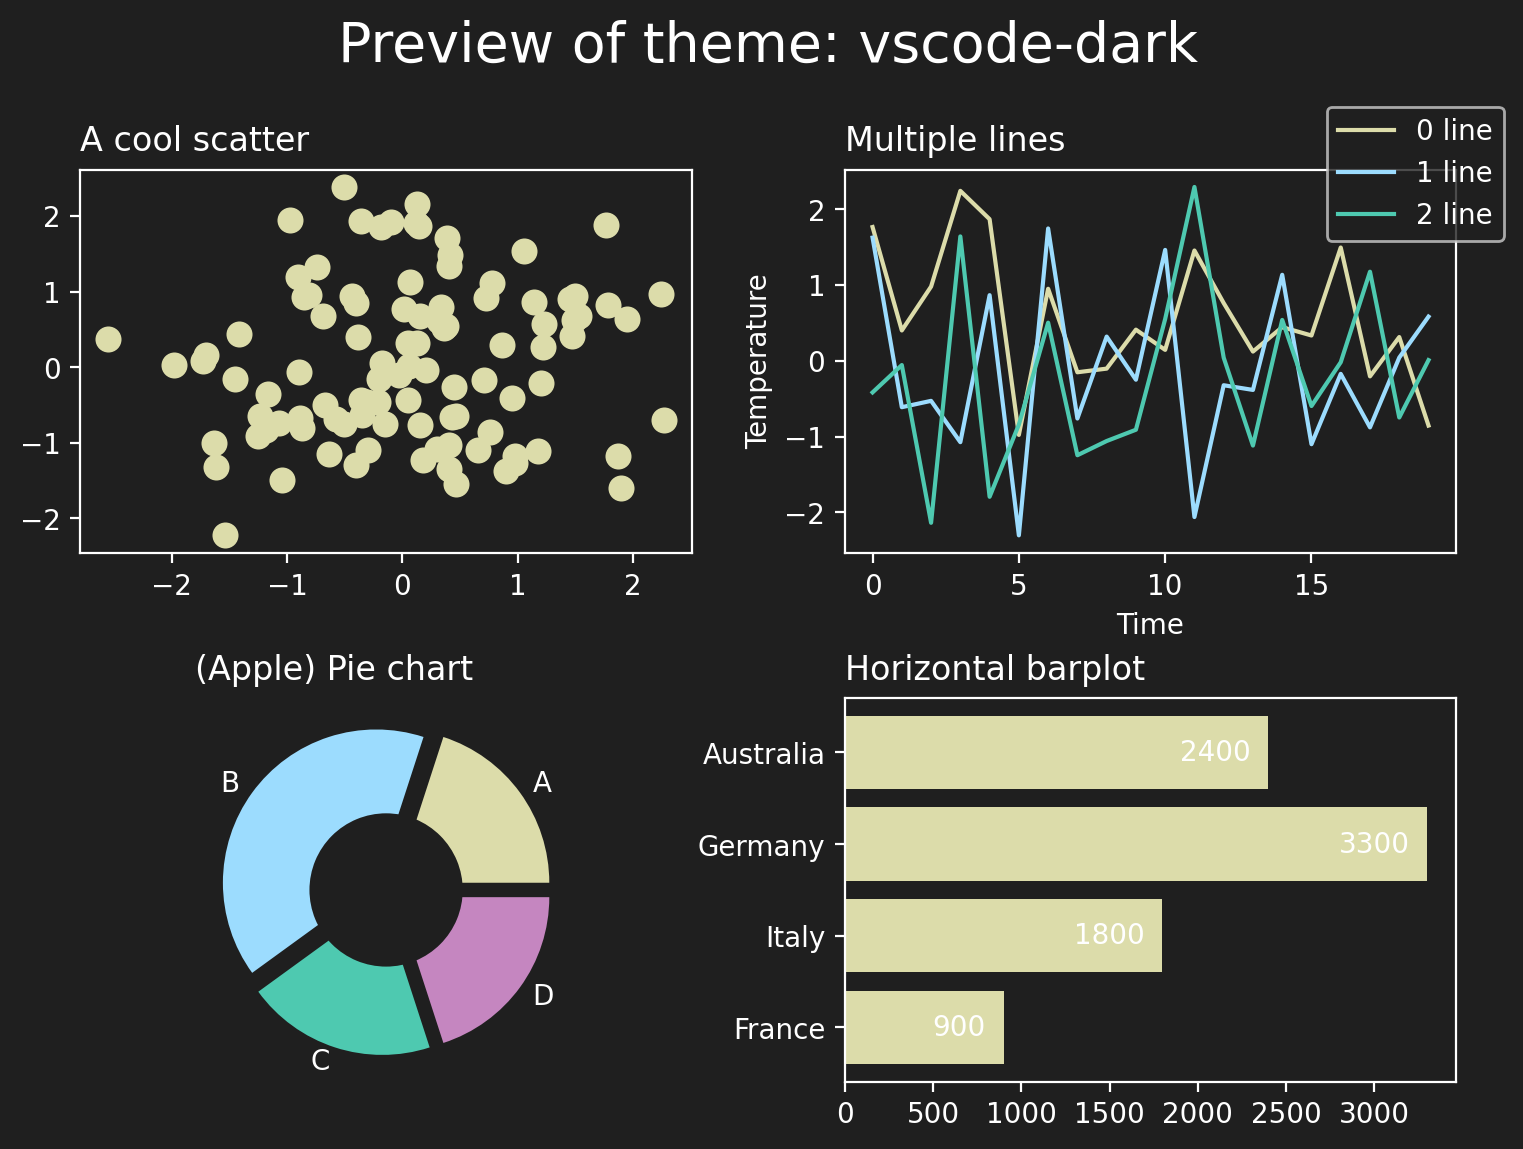 Preview of theme: vscode-dark
A cool scatter
2
1
0
−1
−2
−2 −1 0 1 2
Multiple lines
0 line
1 line
2 line
Temperature
2
1
0
−1
−2
0 5 10 15
Time
(Apple) Pie chart
A
B
C
D
Horizontal barplot
Australia 2400
Germany 3300
Italy 1800
France 900
0 500 1000 1500 2000 2500 3000